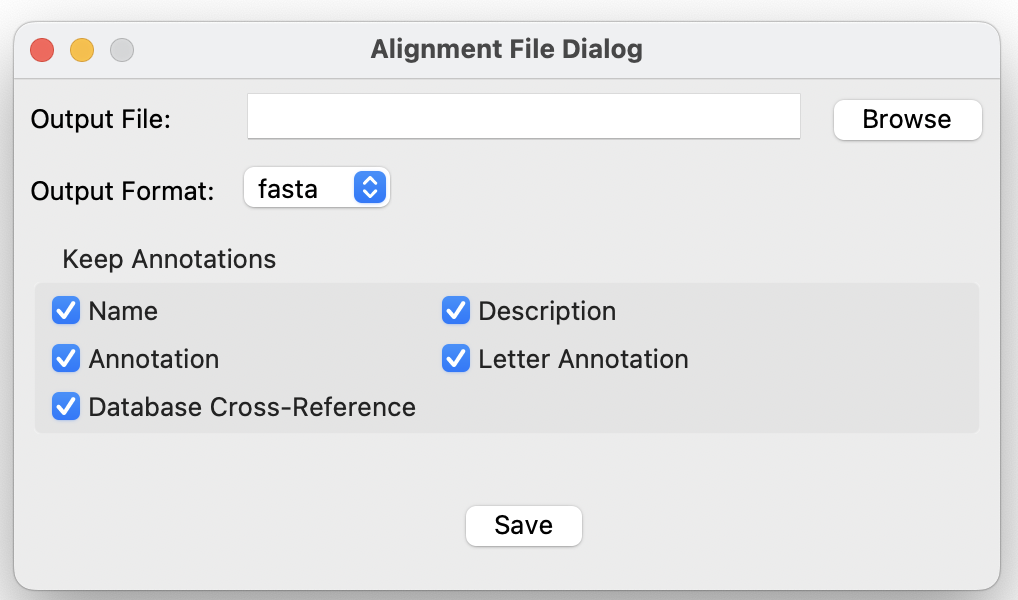 Alignment File Dialog
Output File:
Browse
Output Format:
fasta
Keep Annotations
Name
Description
Annotation
Letter Annotation
Database Cross-Reference
Save